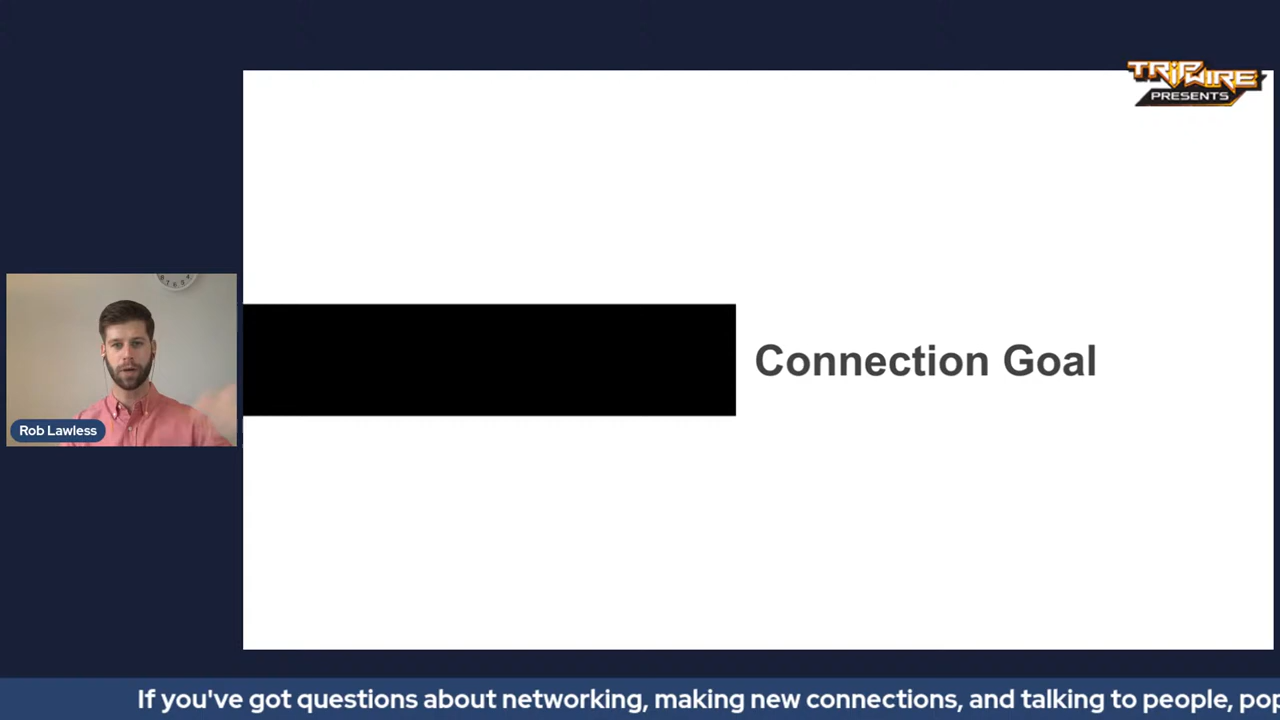 TRIPWIRE
PRESENTS
Connection Goal
Rob Lawless
If you've got questions about networking, making new connections, and talking to people, pop